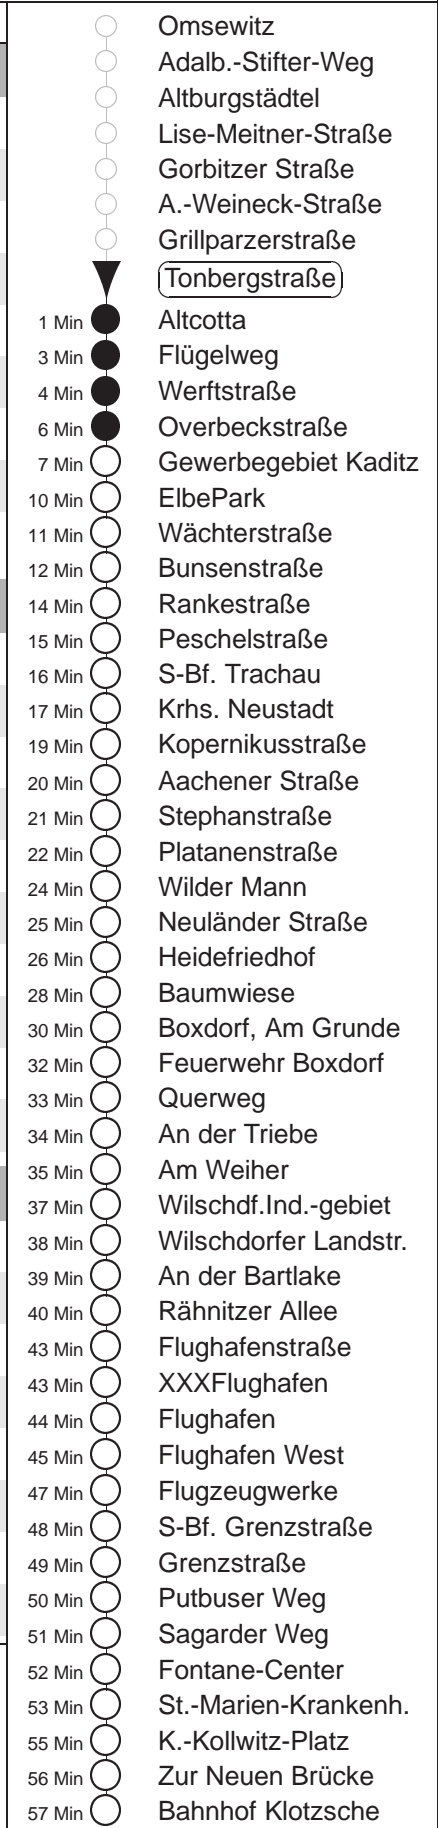 Omsewitz
Adalb.-Stifter-Weg
Altburgstädtel
Lise-Meitner-Straße
Gorbitzer Straße
A.-Weineck-Straße
Grillparzerstraße
Tonbergstraße
1 Min Altcotta
3 Min Flügelweg
4 Min Werftstraße
6 Min Overbeckstraße
7 Min Gewerbegebiet Kaditz
10 Min ElbePark
11 Min Wächterstraße
12 Min Bunsenstraße
14 Min Rankestraße
15 Min Peschelstraße
16 Min S-Bf. Trachau
17 Min Krhs. Neustadt
19 Min Kopernikusstraße
20 Min Aachener Straße
21 Min Stephanstraße
22 Min Platanenstraße
24 Min Wilder Mann
25 Min Neuländer Straße
26 Min Heidefriedhof
28 Min Baumwiese
30 Min Boxdorf, Am Grunde
32 Min Feuerwehr Boxdorf
33 Min Querweg
34 Min An der Triebe
35 Min Am Weiher
37 Min Wilschdf.Ind.-gebiet
38 Min Wilschdorfer Landstr.
39 Min An der Bartlake
40 Min Rähnitzer Allee
43 Min Flughafenstraße
43 Min XXXFlughafen
44 Min Flughafen
45 Min Flughafen West
47 Min Flugzeugwerke
48 Min S-Bf. Grenzstraße
49 Min Grenzstraße
50 Min Putbuser Weg
51 Min Sagarder Weg
52 Min Fontane-Center
53 Min St.-Marien-Krankenh.
55 Min K.-Kollwitz-Platz
56 Min Zur Neuen Brücke
57 Min Bahnhof Klotzsche